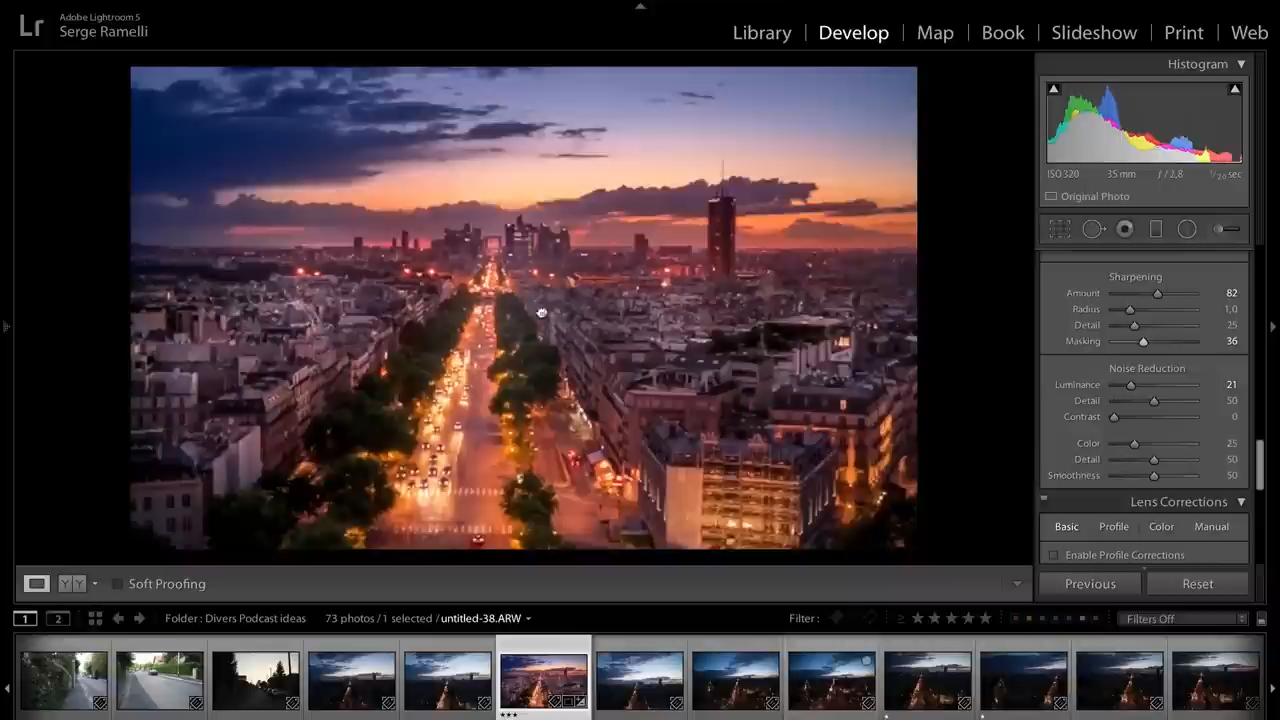 Lr
Adobe Lightroom 5
Serge Ramelli
Library | Develop | Map | Book | Slideshow | Print | Web
Histogram
ISO 320 35 mm ƒ / 2,8 1/20 sec
Original Photo
Sharpening
Amount 82
Radius 1,0
Detail 25
Masking 36
Noise Reduction
Luminance 21
Detail 50
Contrast 0
Color 25
Detail 50
Smoothness 50
Lens Corrections
Basic Profile Color Manual
Enable Profile Corrections
Previous Reset
Y Y Soft Proofing
1 2 Folder : Divers Podcast ideas 73 photos / 1 selected / untitled-38.ARW Filter : Filters Off